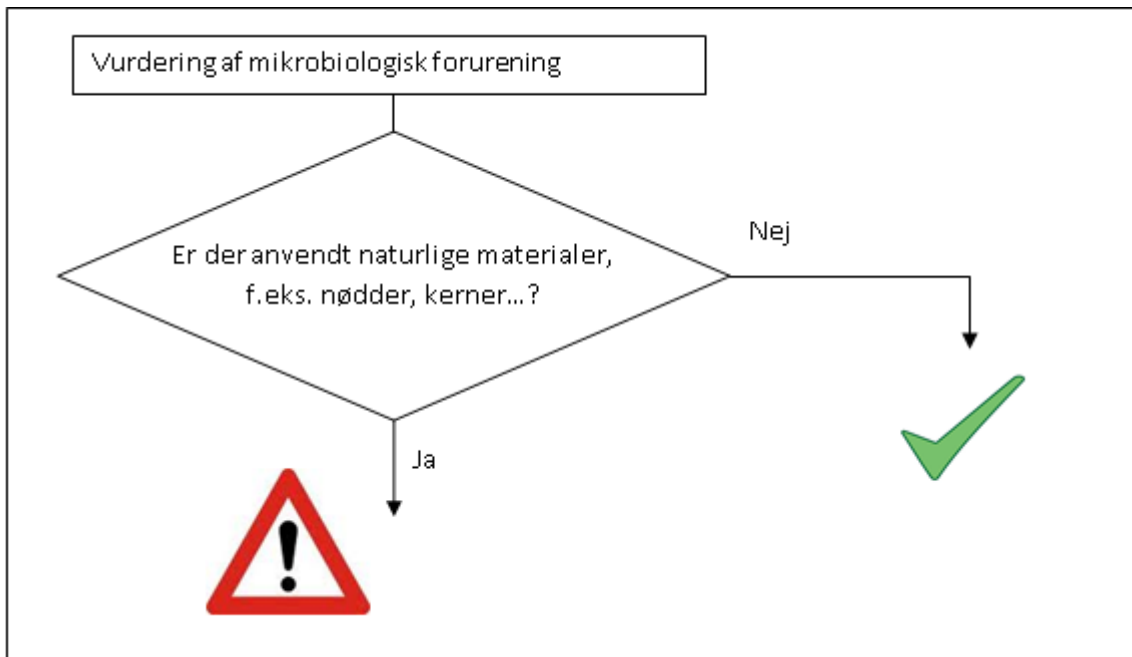 Vurdering af mikrobiologisk forurening
Er der anvendt naturlige materialer,
f.eks. nødder, kerner...?
Nej
Ja